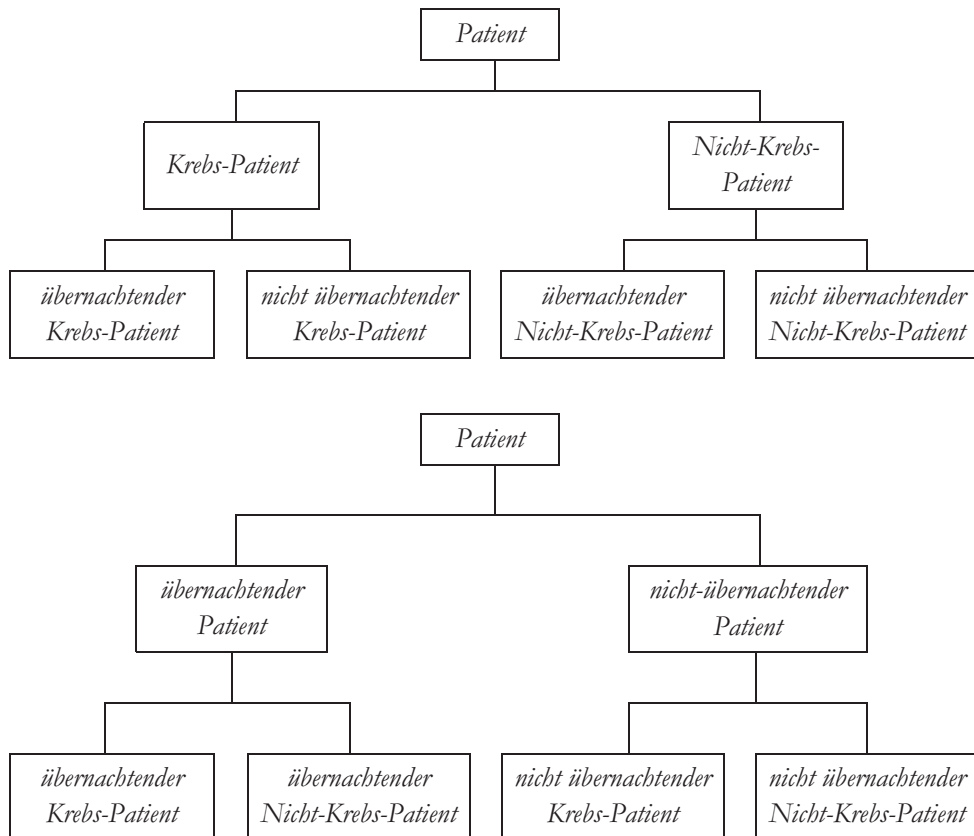 Patient
Krebs-Patient
Nicht-Krebs-
Patient
übernachtender
Krebs-Patient
nicht übernachtender
Krebs-Patient
übernachtender
Nicht-Krebs-Patient
nicht übernachtender
Nicht-Krebs-Patient
Patient
übernachtender
Patient
nicht-übernachtender
Patient
übernachtender
Krebs-Patient
übernachtender
Nicht-Krebs-Patient
nicht übernachtender
Krebs-Patient
nicht übernachtender
Nicht-Krebs-Patient